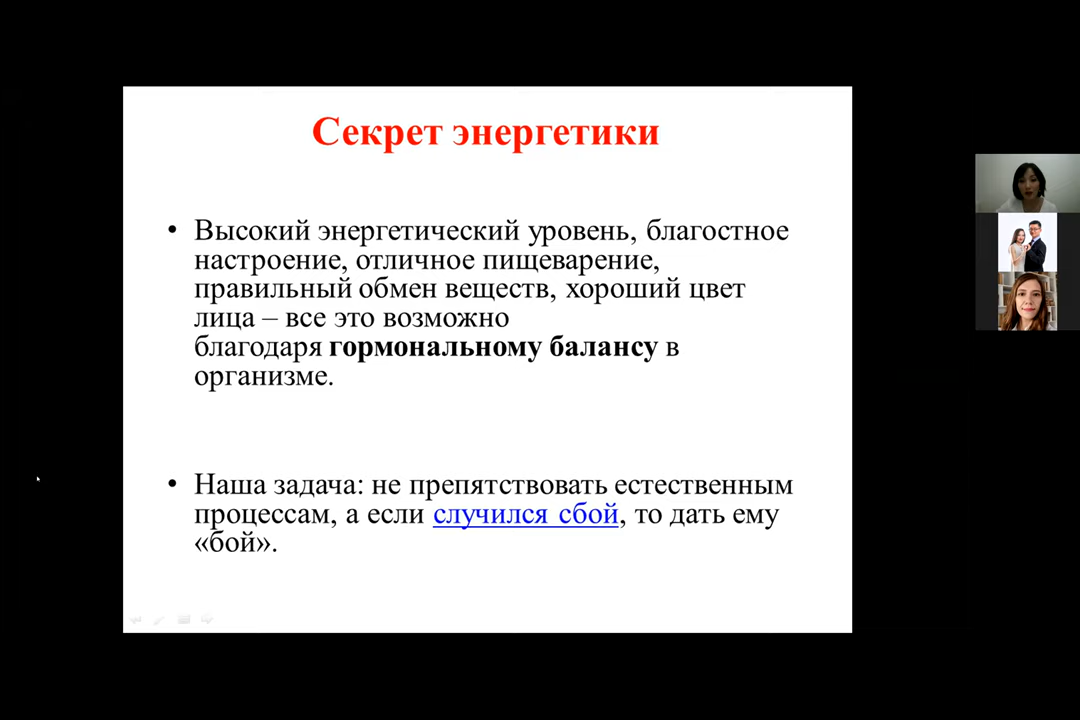 Секрет энергетики
• Высокий энергетический уровень, благостное
настроение, отличное пищеварение,
правильный обмен веществ, хороший цвет
лица – все это возможно
благодаря гормональному балансу в
организме.
• Наша задача: не препятствовать естественным
процессам, а если случился сбой, то дать ему
«бой».